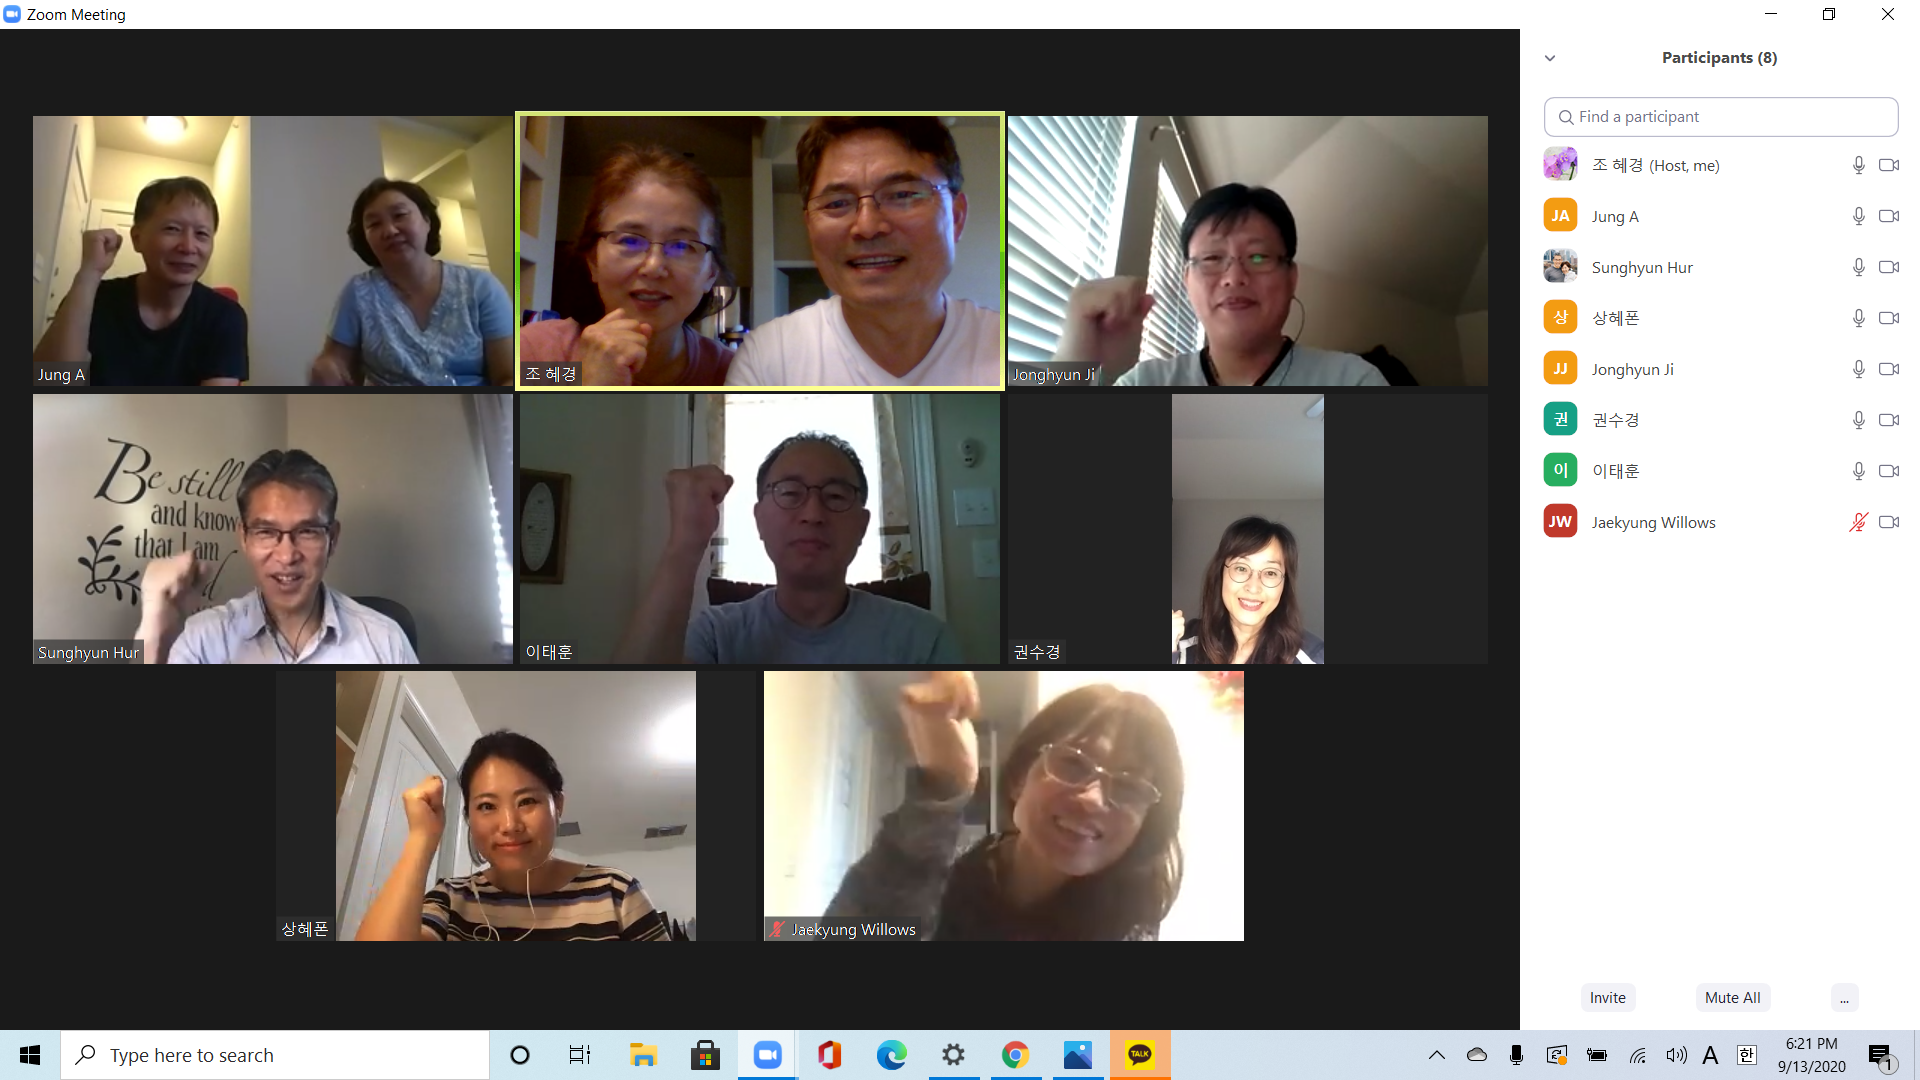 Zoom Meeting
Jung A
조 혜경
Jonghyun Ji
Be still
and know
that I am
Sunghyun Hur
이태훈
권수경
상혜폰
Jaekyung Willows
Participants (8)
Find a participant
조 혜경 (Host, me)
JA Jung A
Sunghyun Hur
상 상혜폰
JJ Jonghyun Ji
권 권수경
이 이태훈
JW Jaekyung Willows
Invite Mute All ...
Type here to search
TALK
A 한
6:21 PM
9/13/2020
1